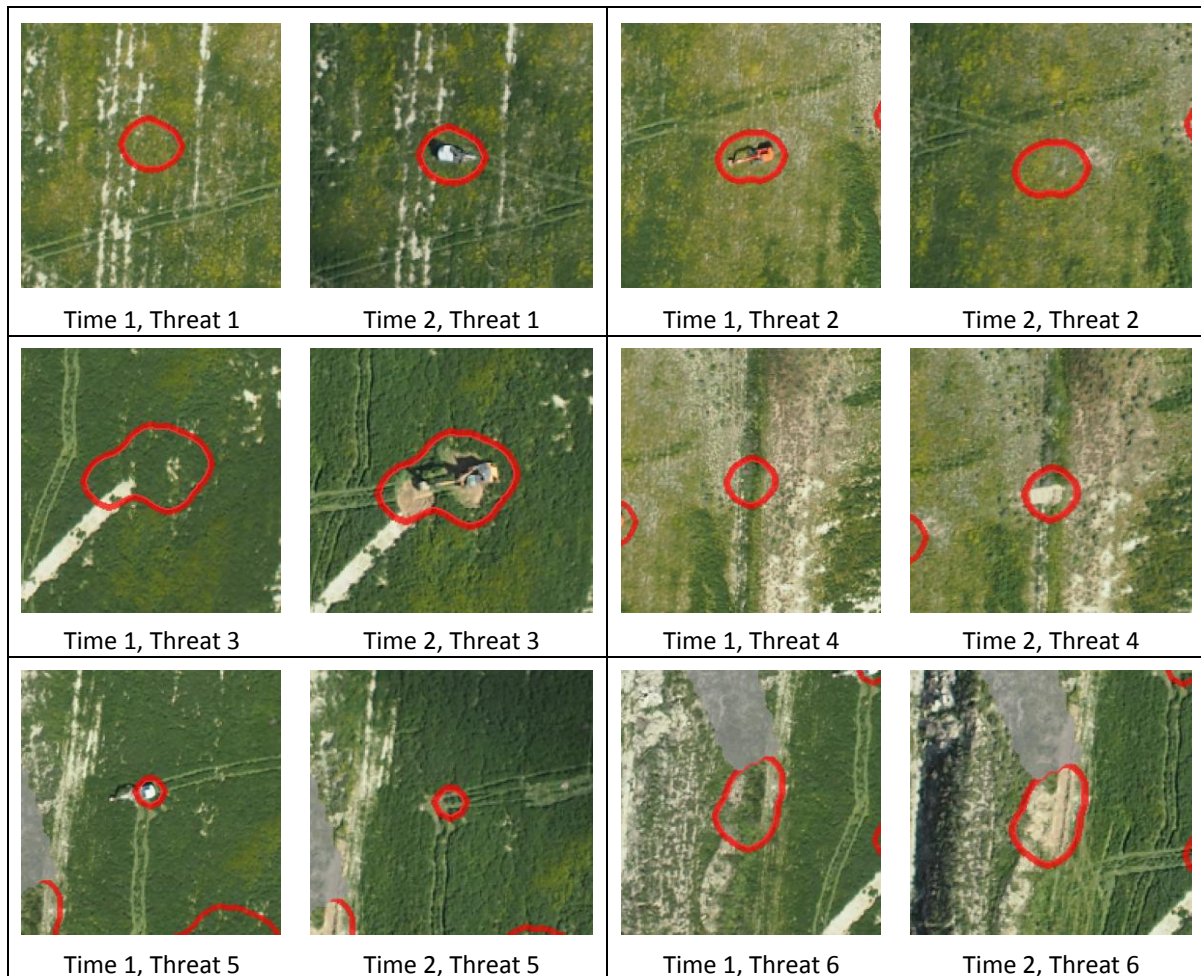 Time 1, Threat 1
Time 2, Threat 1
Time 1, Threat 2
Time 2, Threat 2
Time 1, Threat 3
Time 2, Threat 3
Time 1, Threat 4
Time 2, Threat 4
Time 1, Threat 5
Time 2, Threat 5
Time 1, Threat 6
Time 2, Threat 6